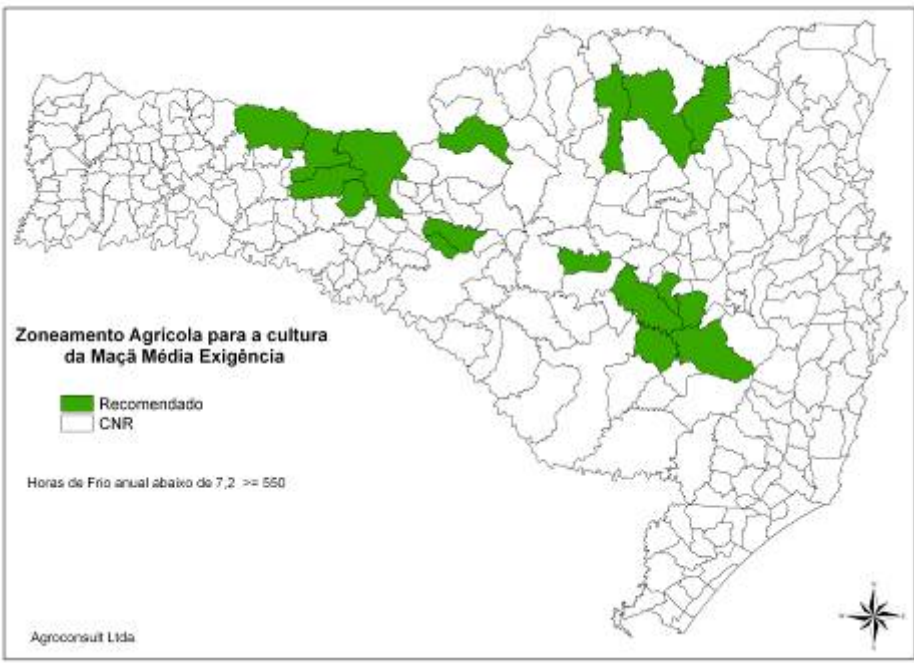 Zoneamento Agrícola para a cultura
da Maçã Média Exigência
Recomendado
CNR
Horas de Frio anual abaixo de 7,2 >= 550
Agroconsult Ltda